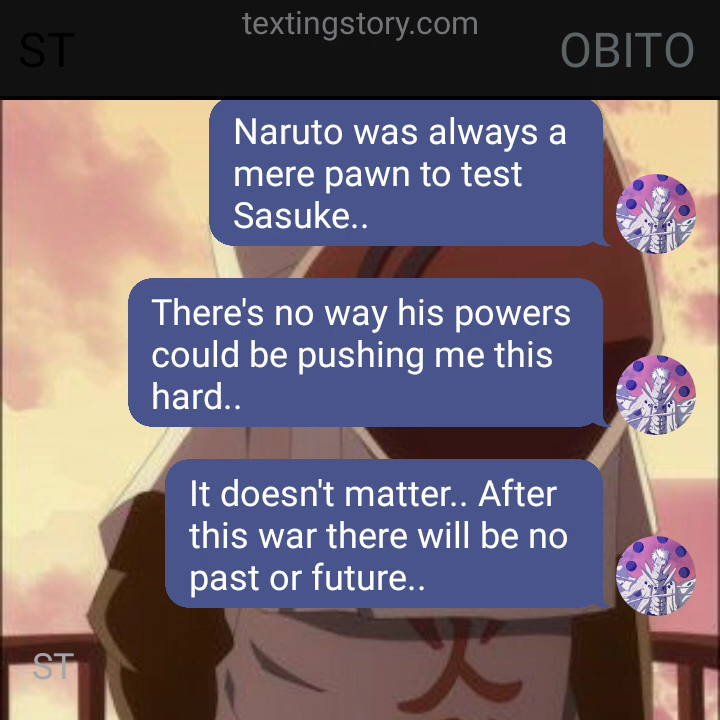 textingstory.com
ST
OBITO
Naruto was always a
mere pawn to test
Sasuke..
There's no way his powers
could be pushing me this
hard..
It doesn't matter.. After
this war there will be no
past or future..
ST
火